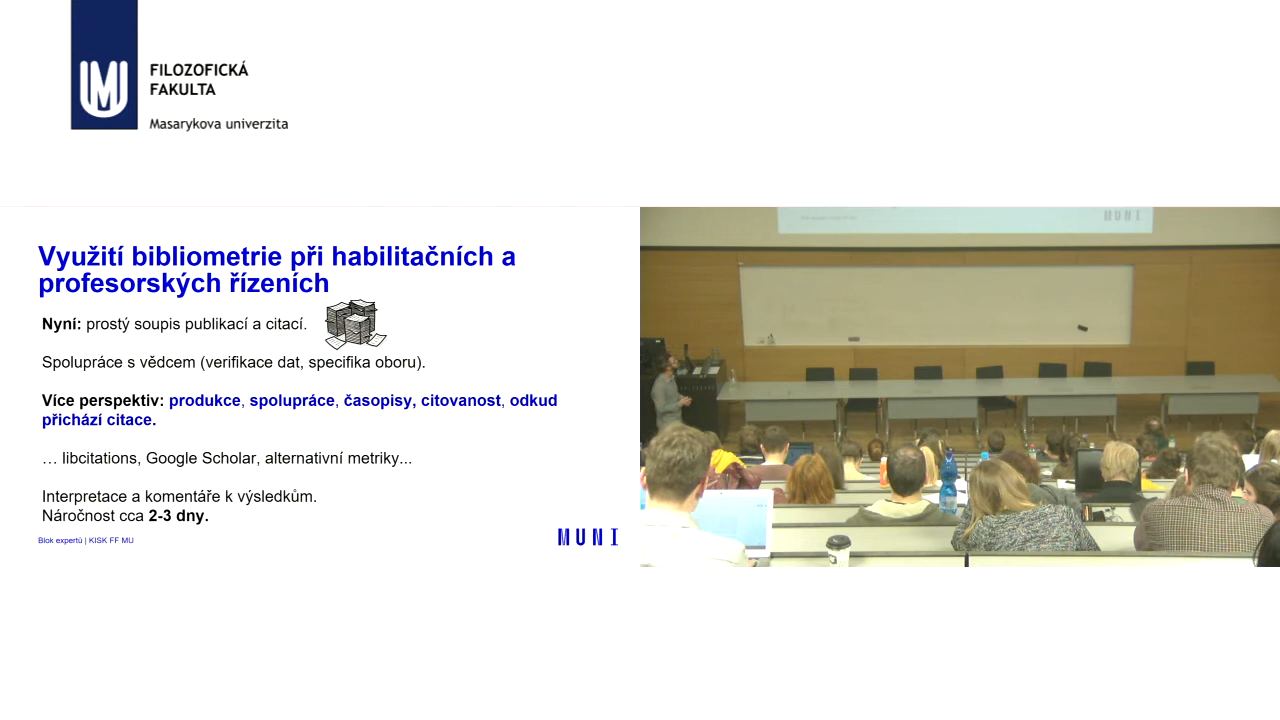 FILOZOFICKÁ
FAKULTA
Masarykova univerzita
Využití bibliometrie při habilitačních a
profesorských řízeních
Nyní: prostý soupis publikací a citací.
Spolupráce s vědcem (verifikace dat, specifika oboru).
Více perspektiv: produkce, spolupráce, časopisy, citovanost, odkud
přichází citace.
… libcitations, Google Scholar, alternativní metriky...
Interpretace a komentáře k výsledkům.
Náročnost cca 2-3 dny.
Blok expertů | KISK FF MU
MUNI
MUNI